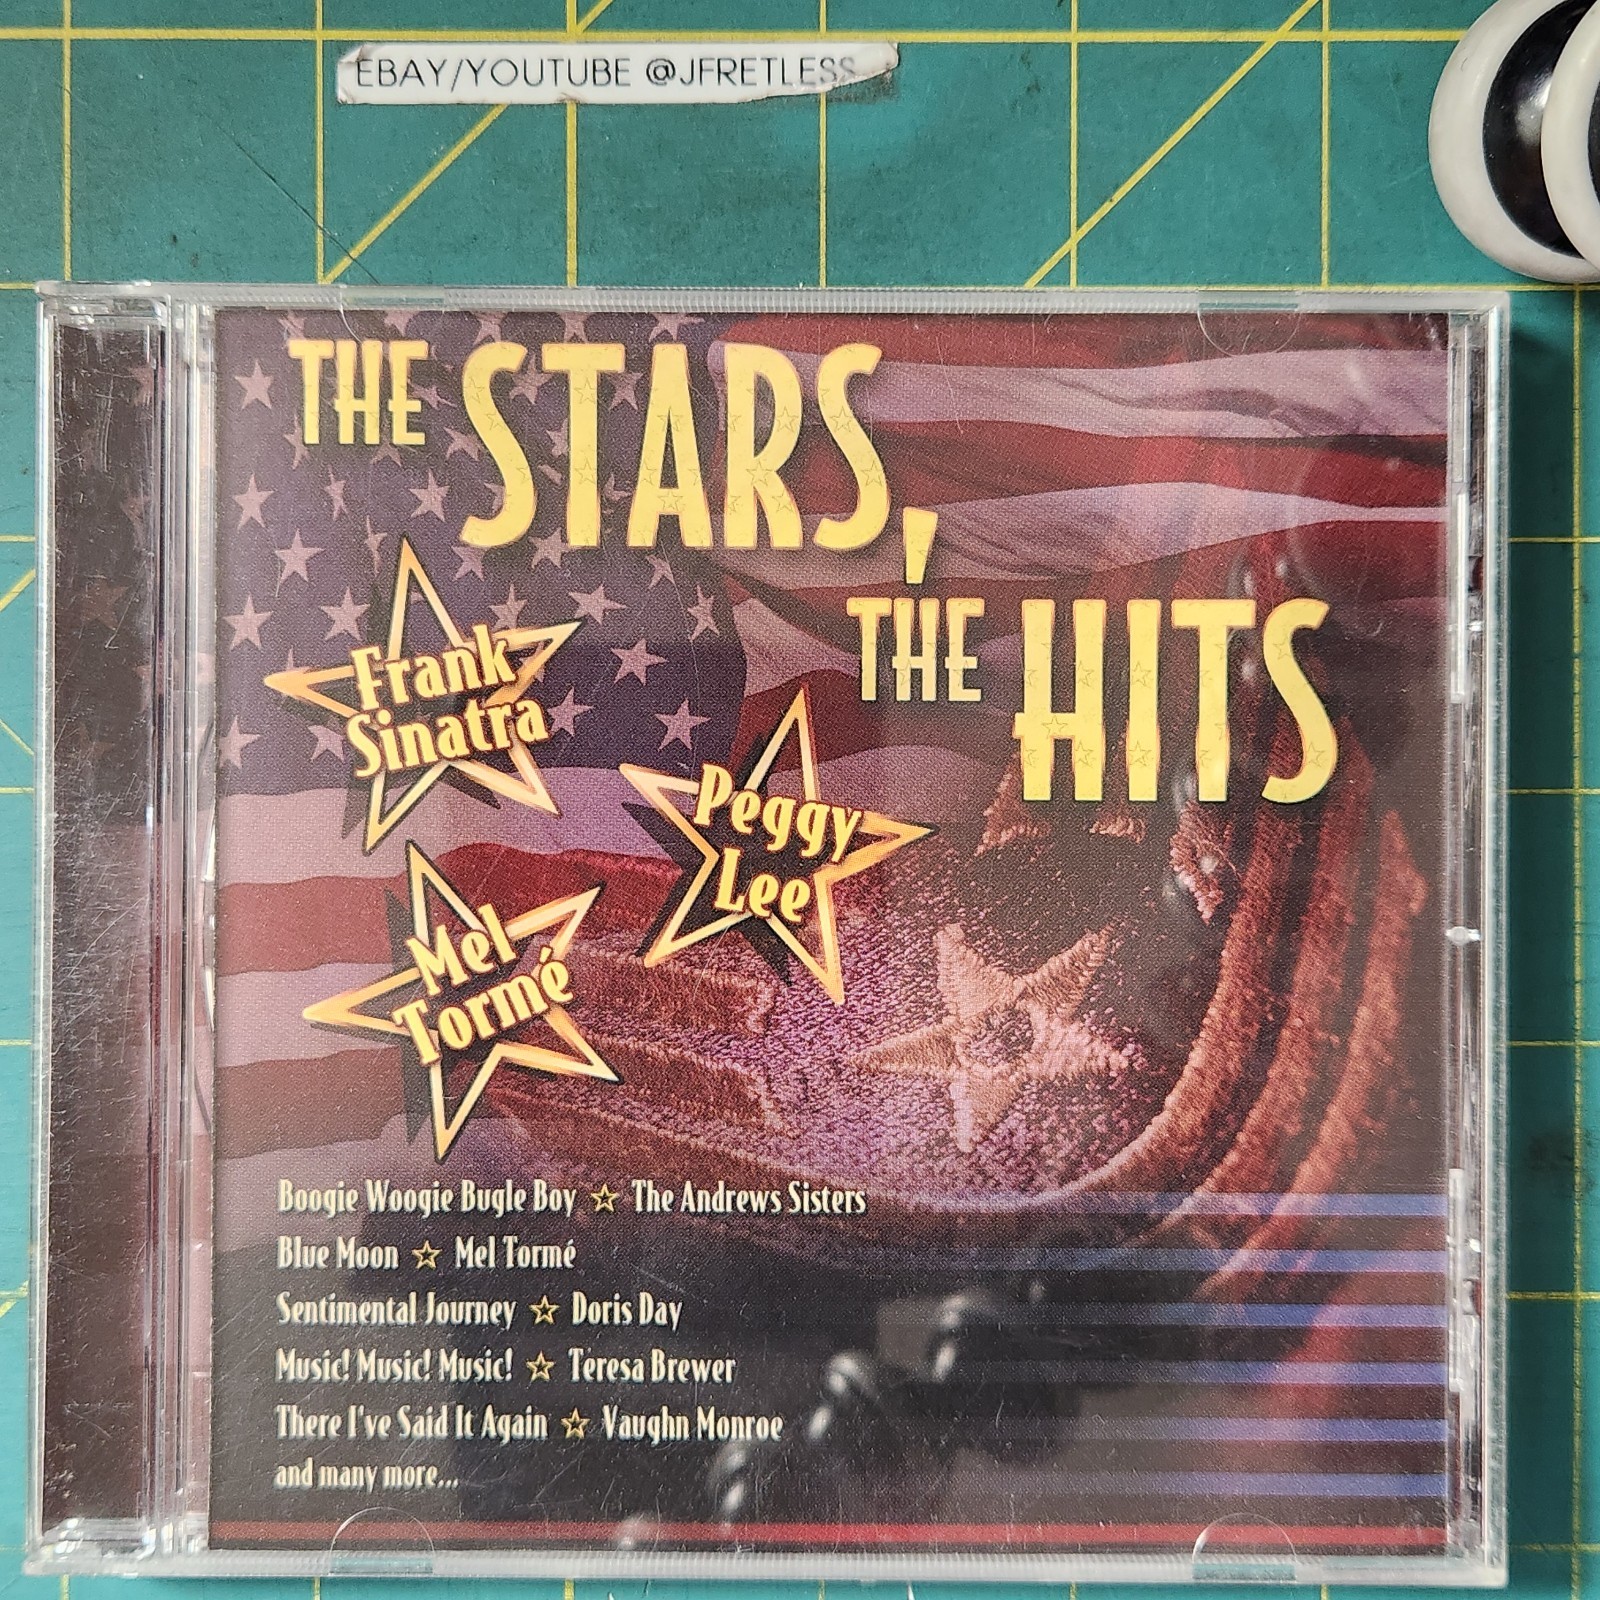 EBAY/YOUTUBE @JFRETLESS
THE STARS,
THE HITS
Frank
Sinatra
Peggy
Lee
Mel
Tormé
Boogie Woogie Bugle Boy ☆ The Andrews Sisters
Blue Moon ☆ Mel Tormé
Sentimental Journey ☆ Doris Day
Music! Music! Music! ☆ Teresa Brewer
There I've Said It Again ☆ Vaughn Monroe
and many more...